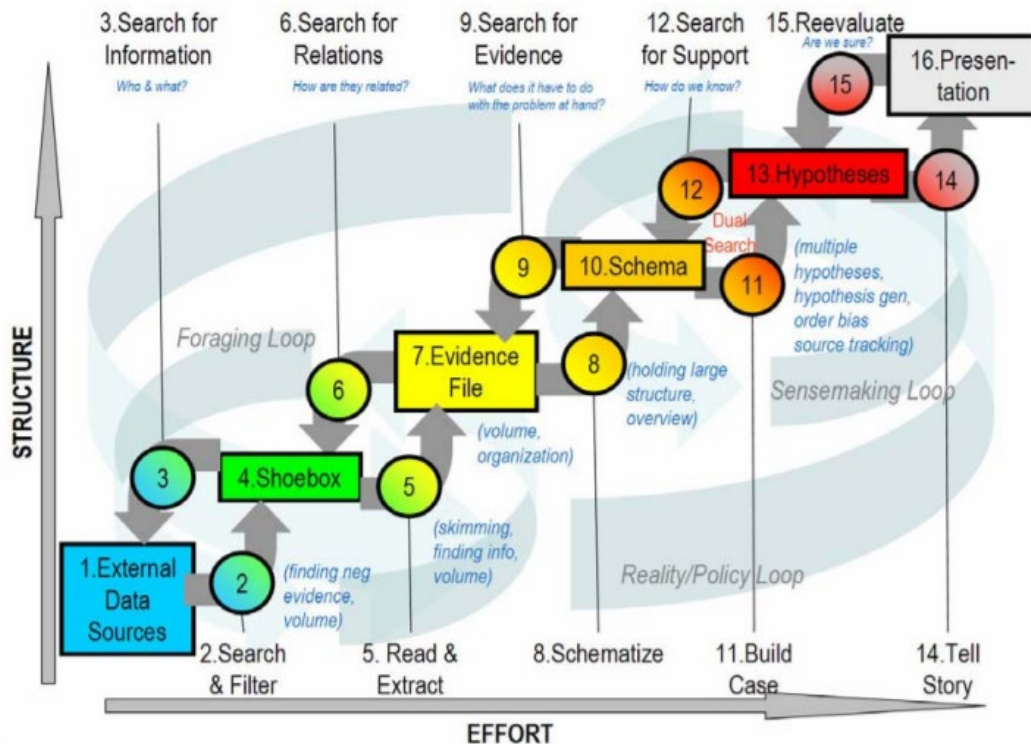 3.Search for
Information
Who & what?
6.Search for
Relations
How are they related?
9.Search for
Evidence
What does it have to do
with the problem at hand?
12.Search
for Support
How do we know?
15.Reevaluate
Are we sure?
15
16.Presen-
tation
12
13.Hypotheses
14
Dual
Search
9
10.Schema
11
(multiple
hypotheses,
hypothesis gen,
order bias
source tracking)
Foraging Loop
6
7.Evidence
File
8
(holding large
structure,
overview)
Sensemaking Loop
(volume,
organization)
3
4.Shoebox
5
(skimming,
finding info,
volume)
1.External
Data
Sources
2
(finding neg
evidence,
volume)
Reality/Policy Loop
2.Search
& Filter
5. Read &
Extract
8.Schematize
11.Build
Case
14.Tell
Story
STRUCTURE
EFFORT